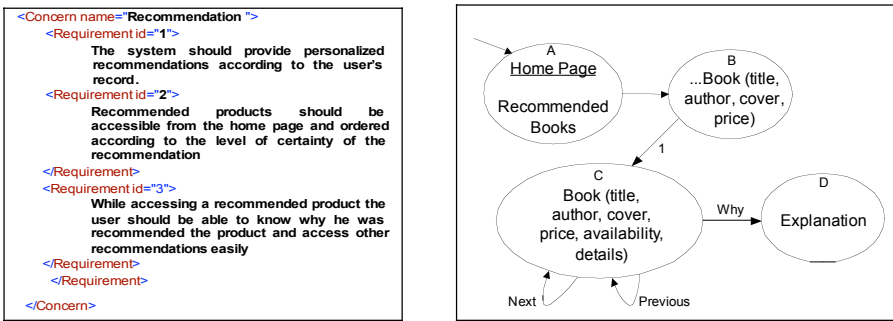 <Concern name="Recommendation ">
<Requirement id="1">
The system should provide personalized
recommendations according to the user's
record.
<Requirement id="2">
Recommended products should be
accessible from the home page and ordered
according to the level of certainty of the
recommendation
</Requirement>
<Requirement id="3">
While accessing a recommended product the
user should be able to know why he was
recommended the product and access other
recommendations easily
</Requirement>
</Requirement>
</Concern>
A
Home Page
Recommended
Books
B
...Book (title,
author, cover,
price)
1
C
Book (title,
author, cover,
price, availability,
details)
Why
D
Explanation
Next
Previous